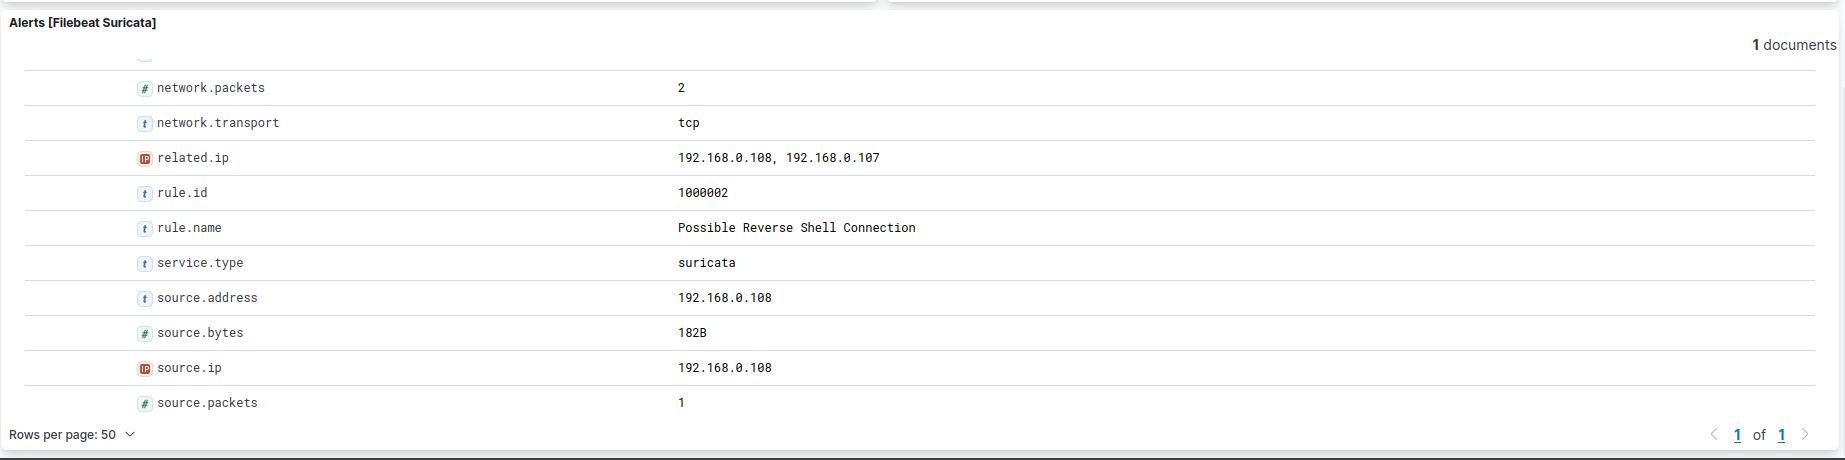 Alerts [Filebeat Suricata]
1 documents
# network.packets 2
t network.transport tcp
IP related.ip 192.168.0.108, 192.168.0.107
t rule.id 1000002
t rule.name Possible Reverse Shell Connection
t service.type suricata
t source.address 192.168.0.108
# source.bytes 182B
IP source.ip 192.168.0.108
# source.packets 1
Rows per page: 50
1 of 1